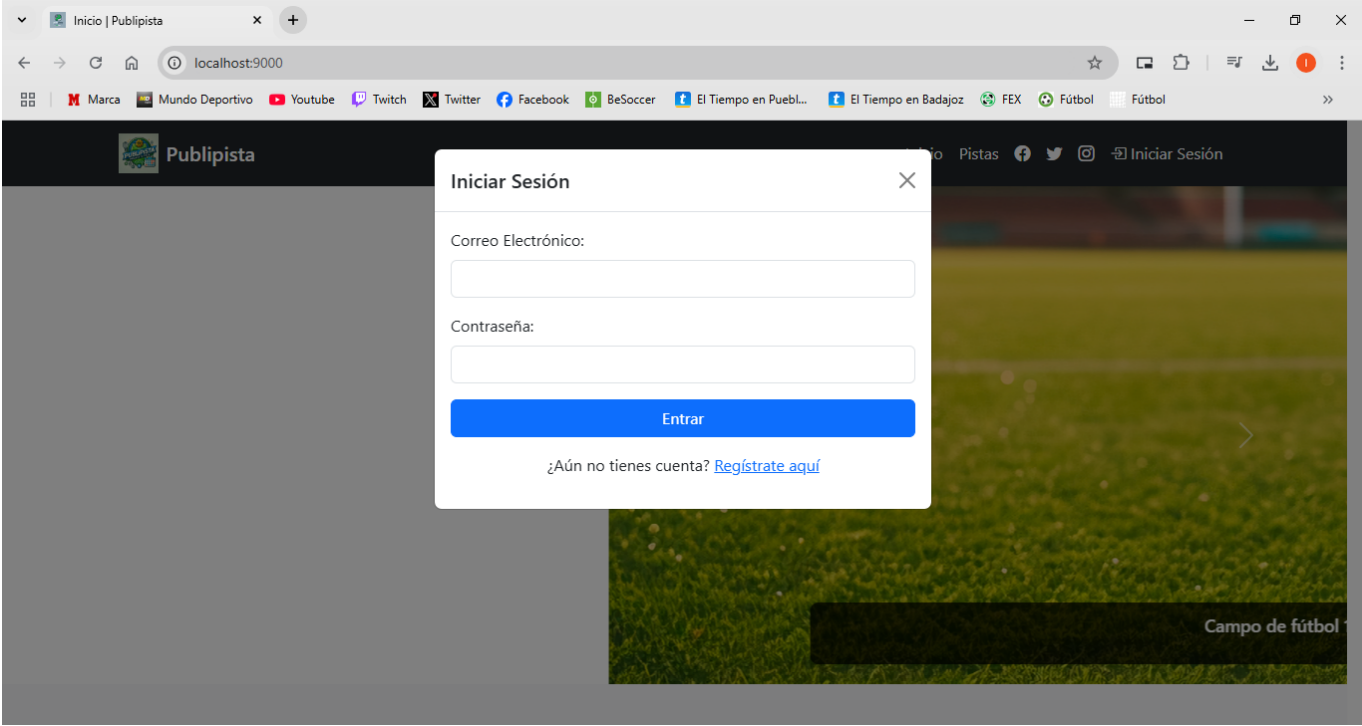 Inicio | Publipista
localhost:9000
Marca Mundo Deportivo Youtube Twitch Twitter Facebook BeSoccer El Tiempo en Puebl... El Tiempo en Badajoz FEX Fútbol Fútbol
Publipista
io Pistas Iniciar Sesión
Iniciar Sesión
Correo Electrónico:
Contraseña:
Entrar
¿Aún no tienes cuenta? Regístrate aquí
Campo de fútbol